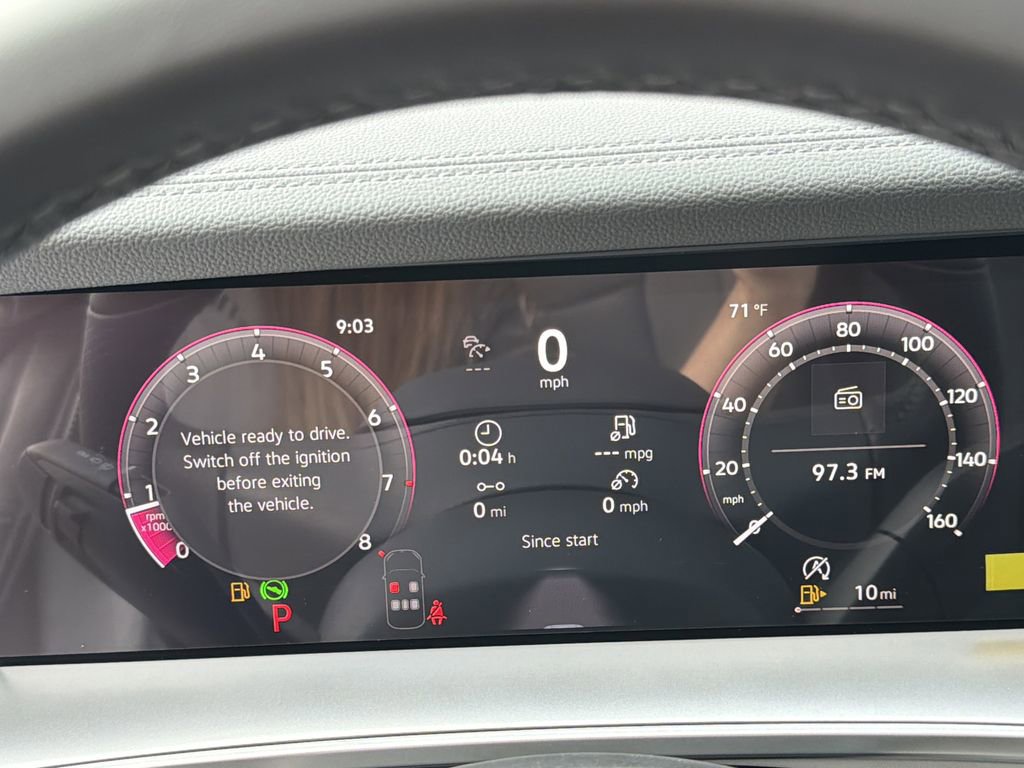 9:03
Vehicle ready to drive.
Switch off the ignition
before exiting
the vehicle.
0
1
2
3
4
5
6
7
8
rpm
x1000
P
---
0
mph
0:04 h
--- mpg
0 mi
0 mph
Since start
71 °F
0
20
40
60
80
100
120
140
160
mph
97.3 FM
10 mi